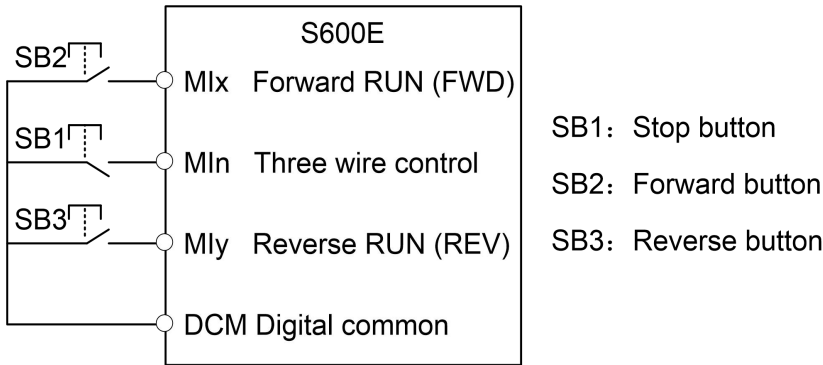 S600E
SB2
MIx Forward RUN (FWD)
SB1
MIn Three wire control
SB3
MIy Reverse RUN (REV)
DCM Digital common
SB1: Stop button
SB2: Forward button
SB3: Reverse button